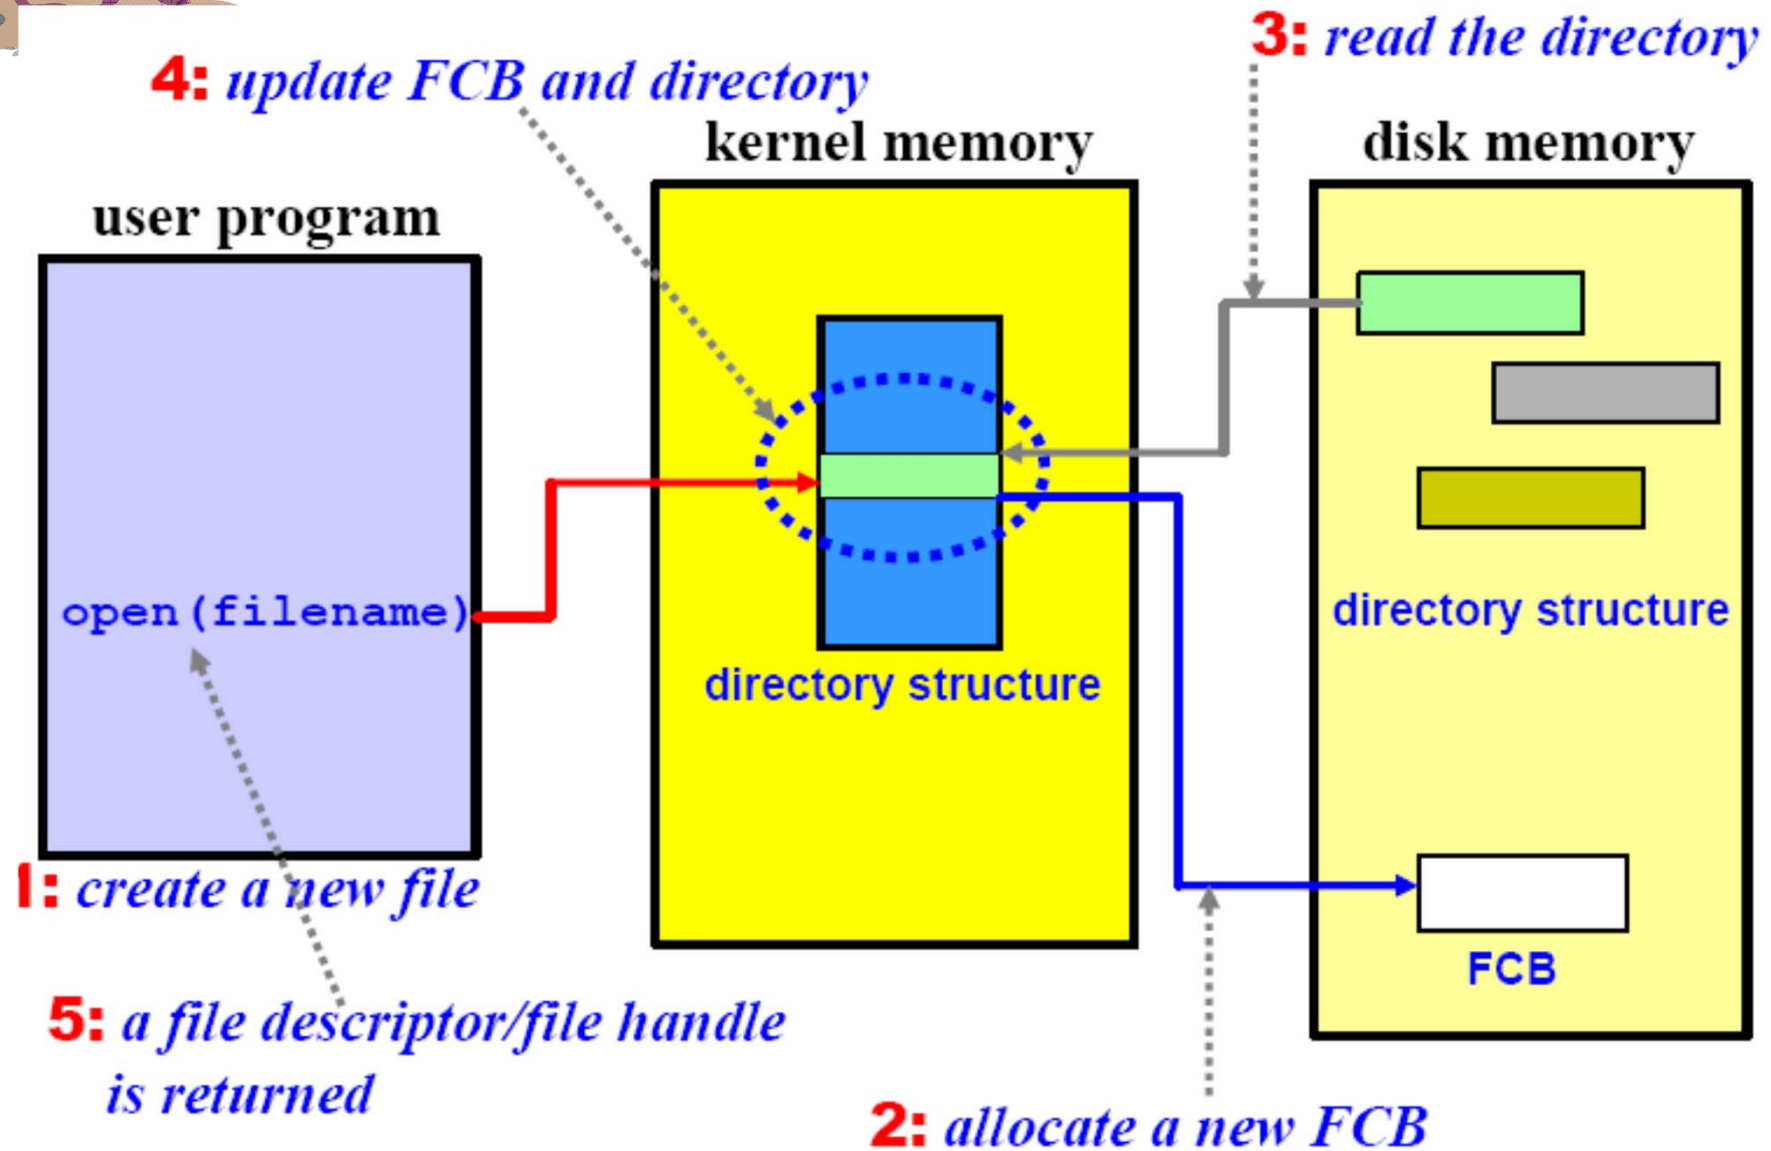 3: read the directory
4: update FCB and directory
kernel memory
disk memory
user program
open(filename)
directory structure
directory structure
1: create a new file
FCB
5: a file descriptor/file handle
is returned
2: allocate a new FCB